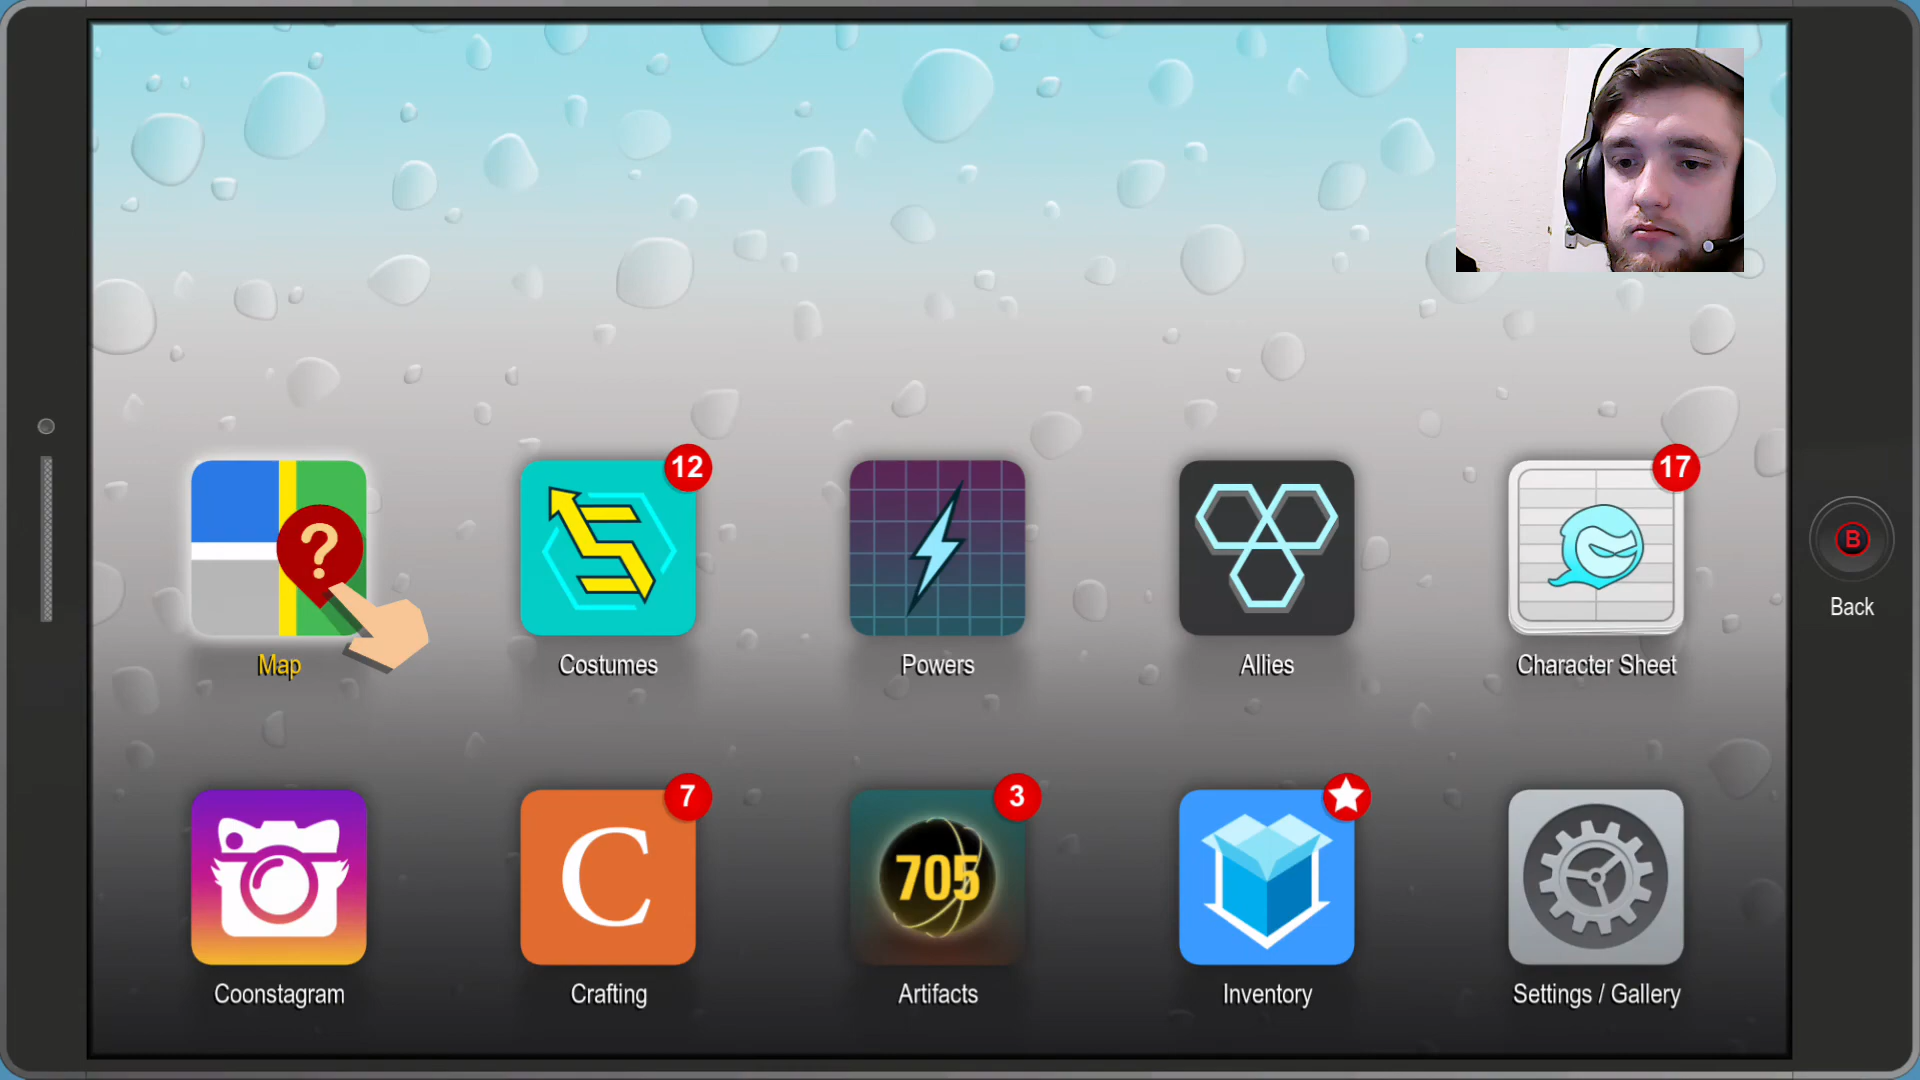 12
17
?
B
Back
Map
Costumes
Powers
Allies
Character Sheet
7
3
C
705
Coonstagram
Crafting
Artifacts
Inventory
Settings / Gallery